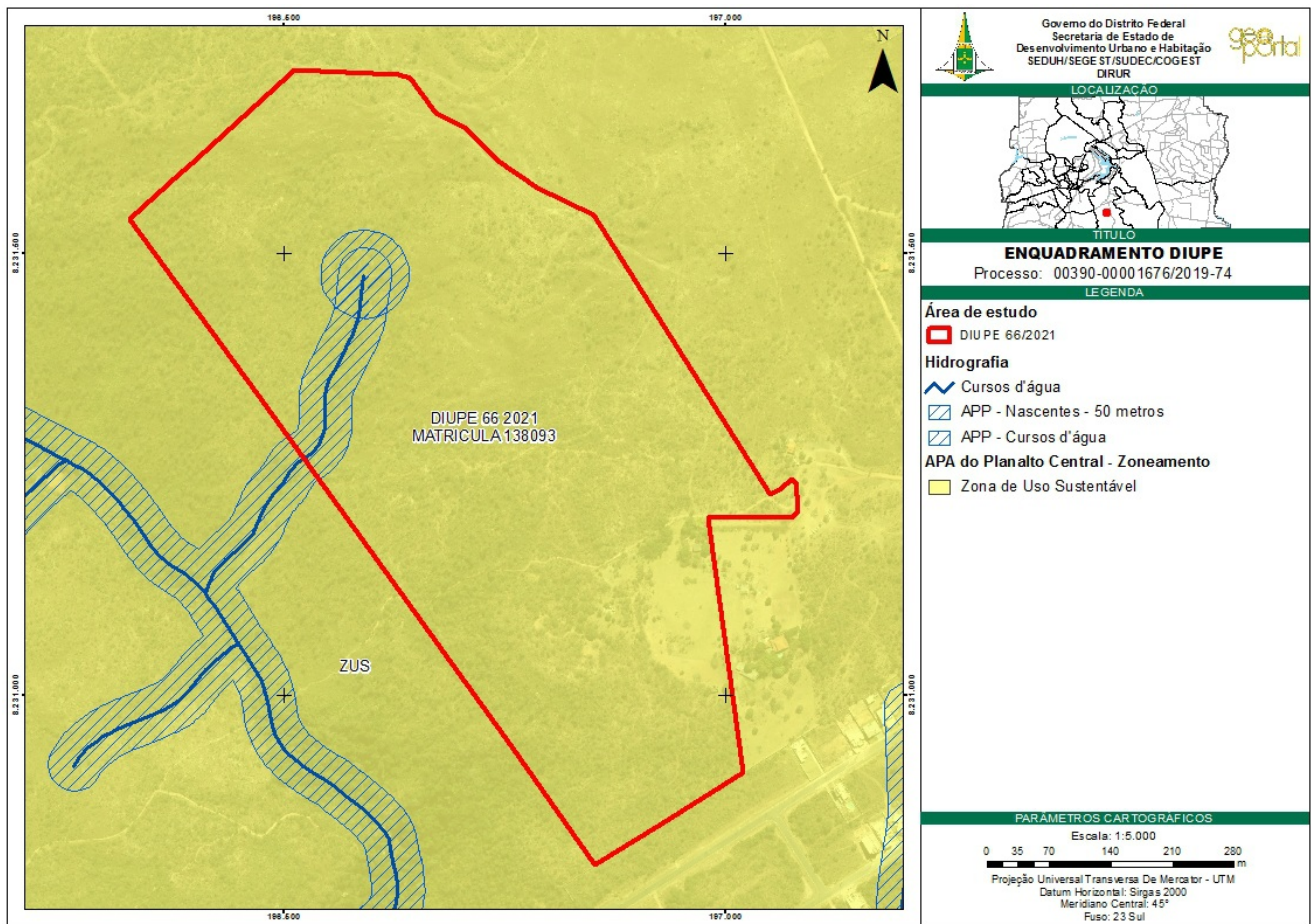 196.500
197.000
N
8.231.500
8.231.500
DIUPE 66 2021
MATRICULA 138093
ZUS
8.231.000
8.231.000
196.500
197.000
Governo do Distrito Federal
Secretaria de Estado de
Desenvolvimento Urbano e Habitação
SEDUH/SEGEST/SUDEC/COGEST
DIRUR
geo
portal
LOCALIZAÇÃO
TÍTULO
ENQUADRAMENTO DIUPE
Processo: 00390-00001676/2019-74
LEGENDA
Área de estudo
DIUPE 66/2021
Hidrografia
Cursos d'água
APP - Nascentes - 50 metros
APP - Cursos d'água
APA do Planalto Central - Zoneamento
Zona de Uso Sustentável
PARÂMETROS CARTOGRÁFICOS
Escala: 1:5.000
0 35 70 140 210 280
m
Projeção Universal Transversa De Mercator - UTM
Datum Horizontal: Sirgas 2000
Meridiano Central: 45°
Fuso: 23 Sul